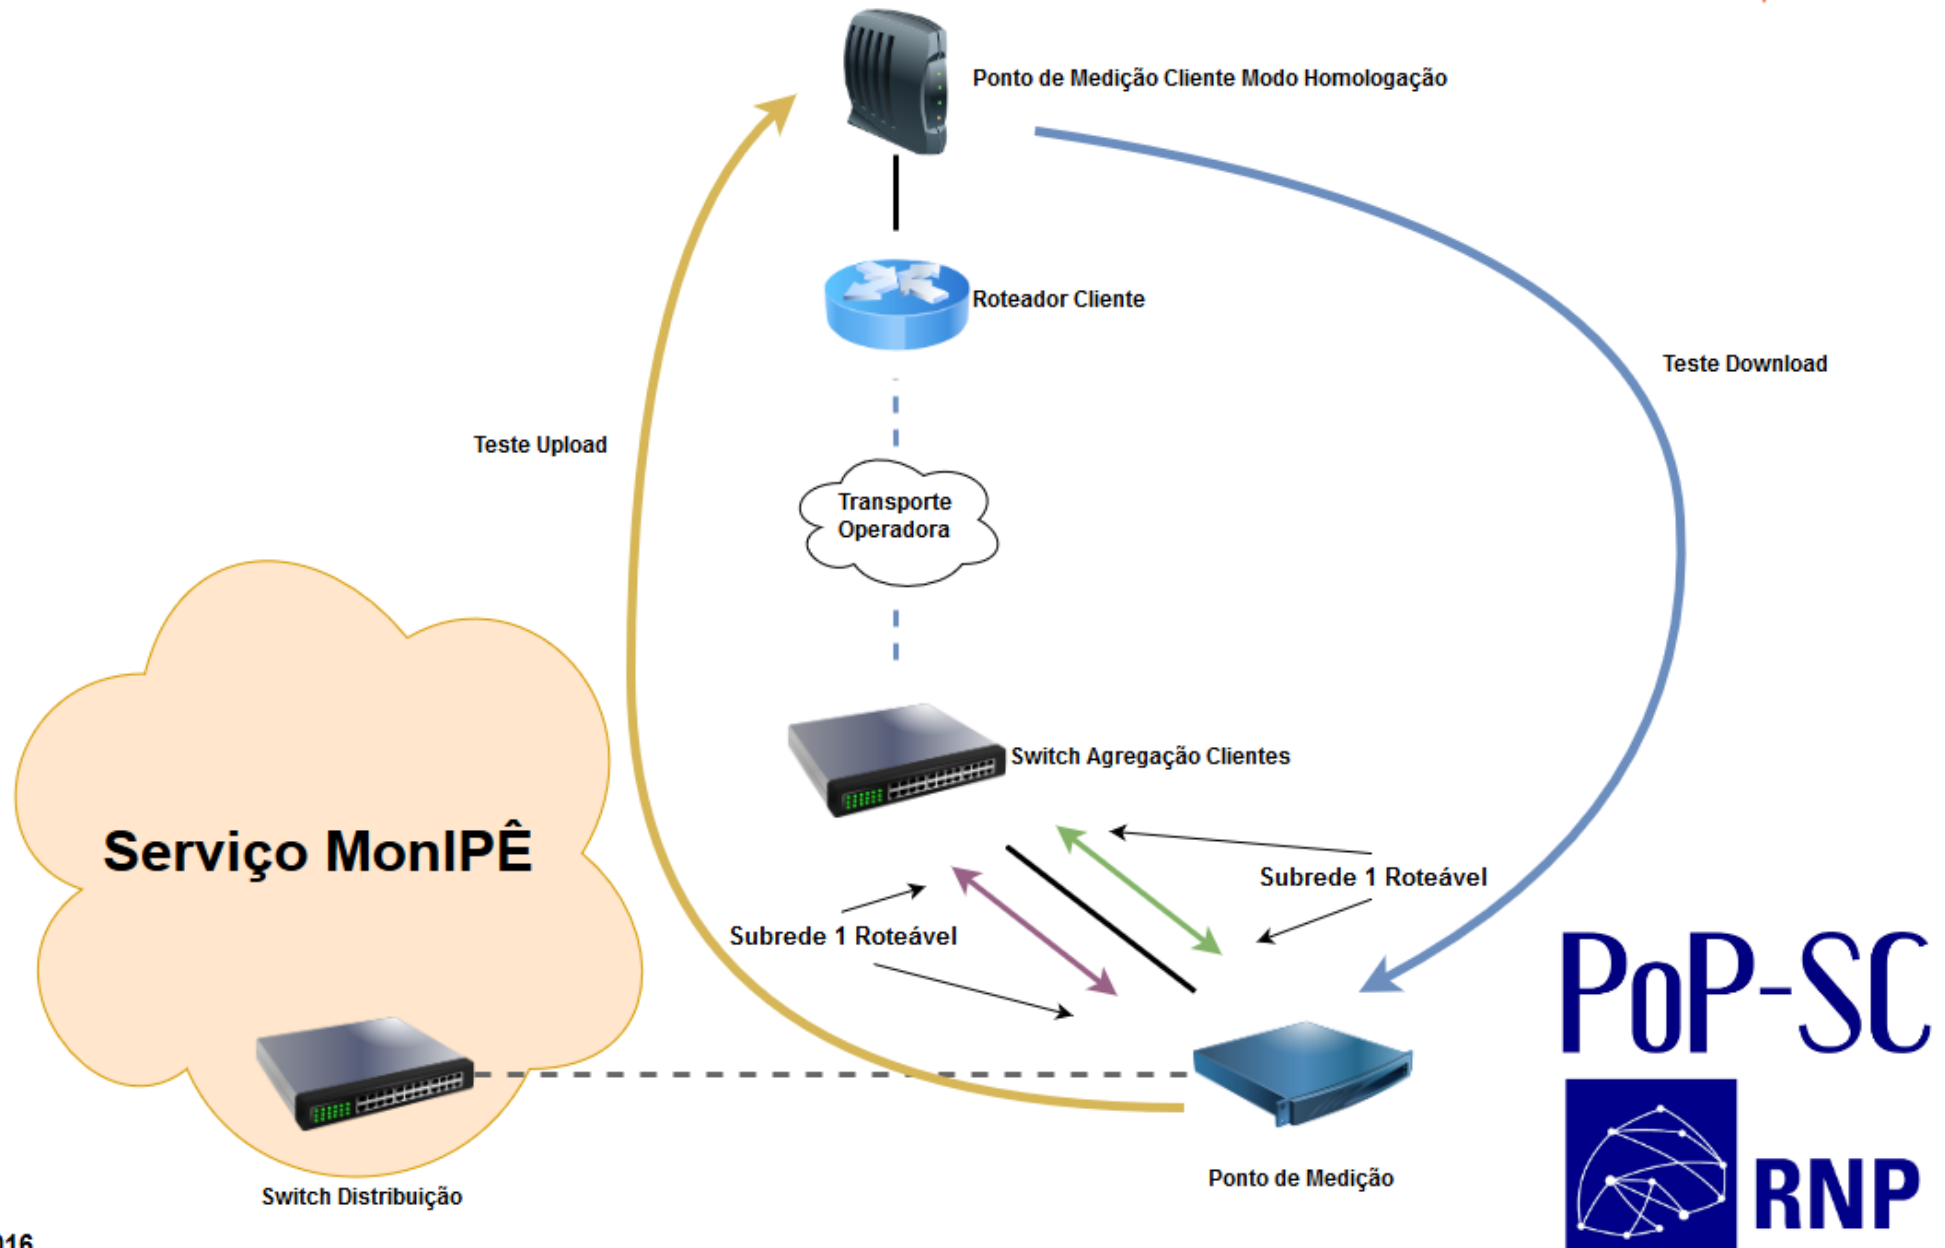 Ponto de Medição Cliente Modo Homologação
Roteador Cliente
Teste Download
Teste Upload
Transporte
Operadora
Switch Agregação Clientes
Serviço MonIPÊ
Subrede 1 Roteável
Subrede 1 Roteável
PoP-SC
Ponto de Medição
Switch Distribuição
RNP